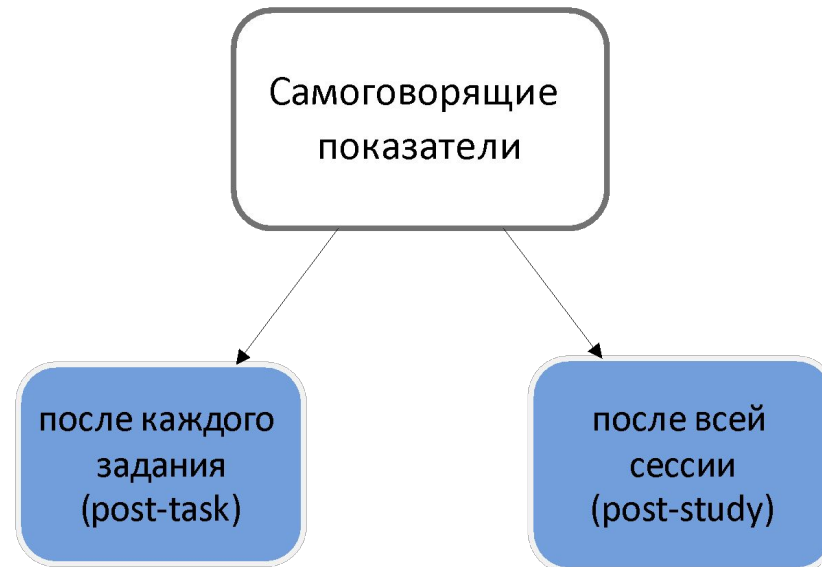 Самоговорящие
показатели
после каждого
задания
(post-task)
после всей
сессии
(post-study)